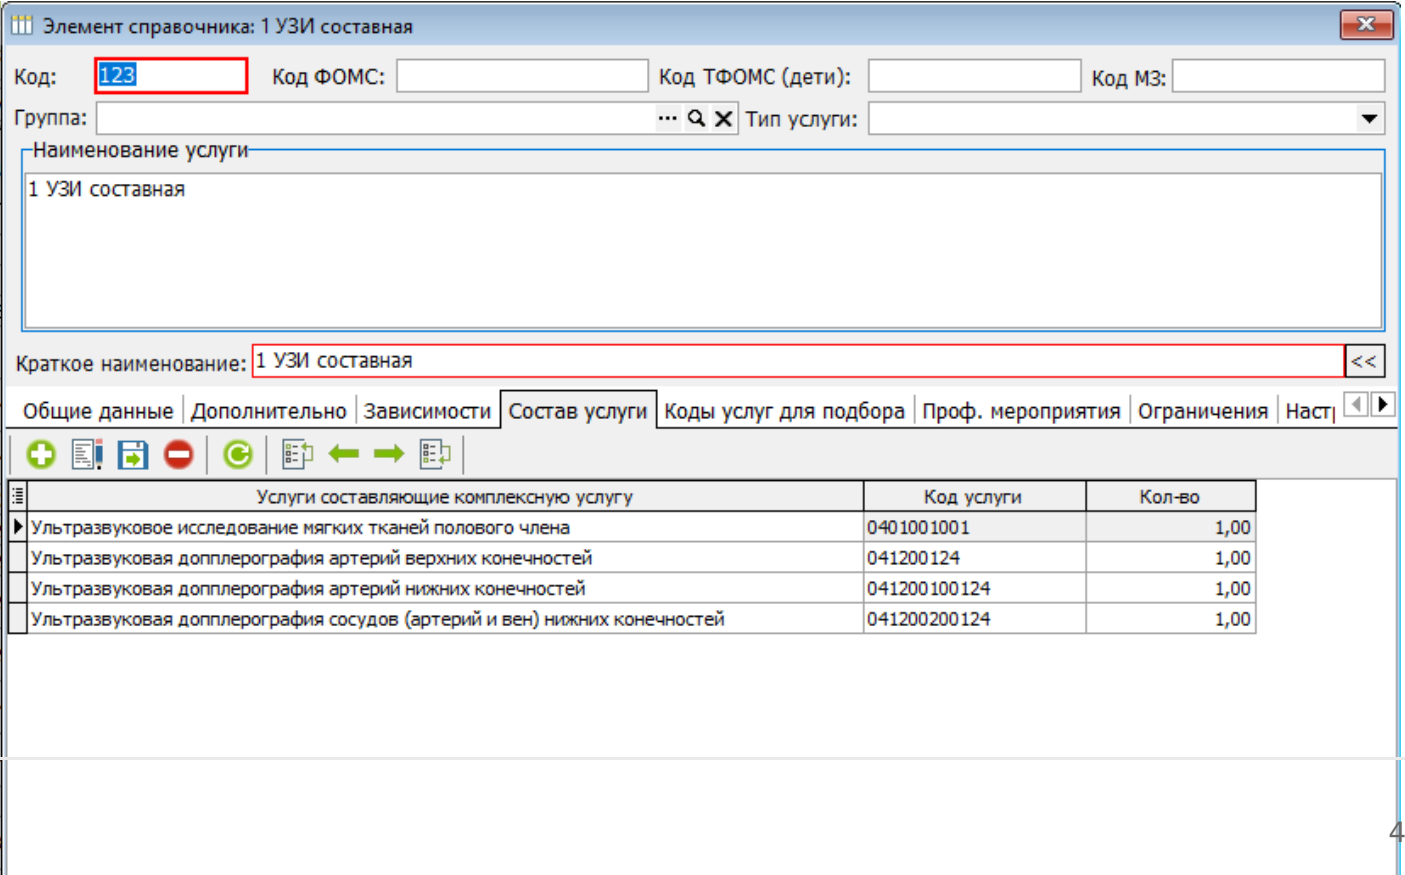 Элемент справочника: 1 УЗИ составная
Код: 123 Код ФОМС: Код ТФОМС (дети): Код МЗ:
Группа: Тип услуги:
Наименование услуги
1 УЗИ составная
Краткое наименование: 1 УЗИ составная <<
Общие данные Дополнительно Зависимости Состав услуги Коды услуг для подбора Проф. мероприятия Ограничения
Услуги составляющие комплексную услугу Код услуги Кол-во
Ультразвуковое исследование мягких тканей полового члена 0401001001 1,00
Ультразвуковая допплерография артерий верхних конечностей 041200124 1,00
Ультразвуковая допплерография артерий нижних конечностей 041200100124 1,00
Ультразвуковая допплерография сосудов (артерий и вен) нижних конечностей 041200200124 1,00
4